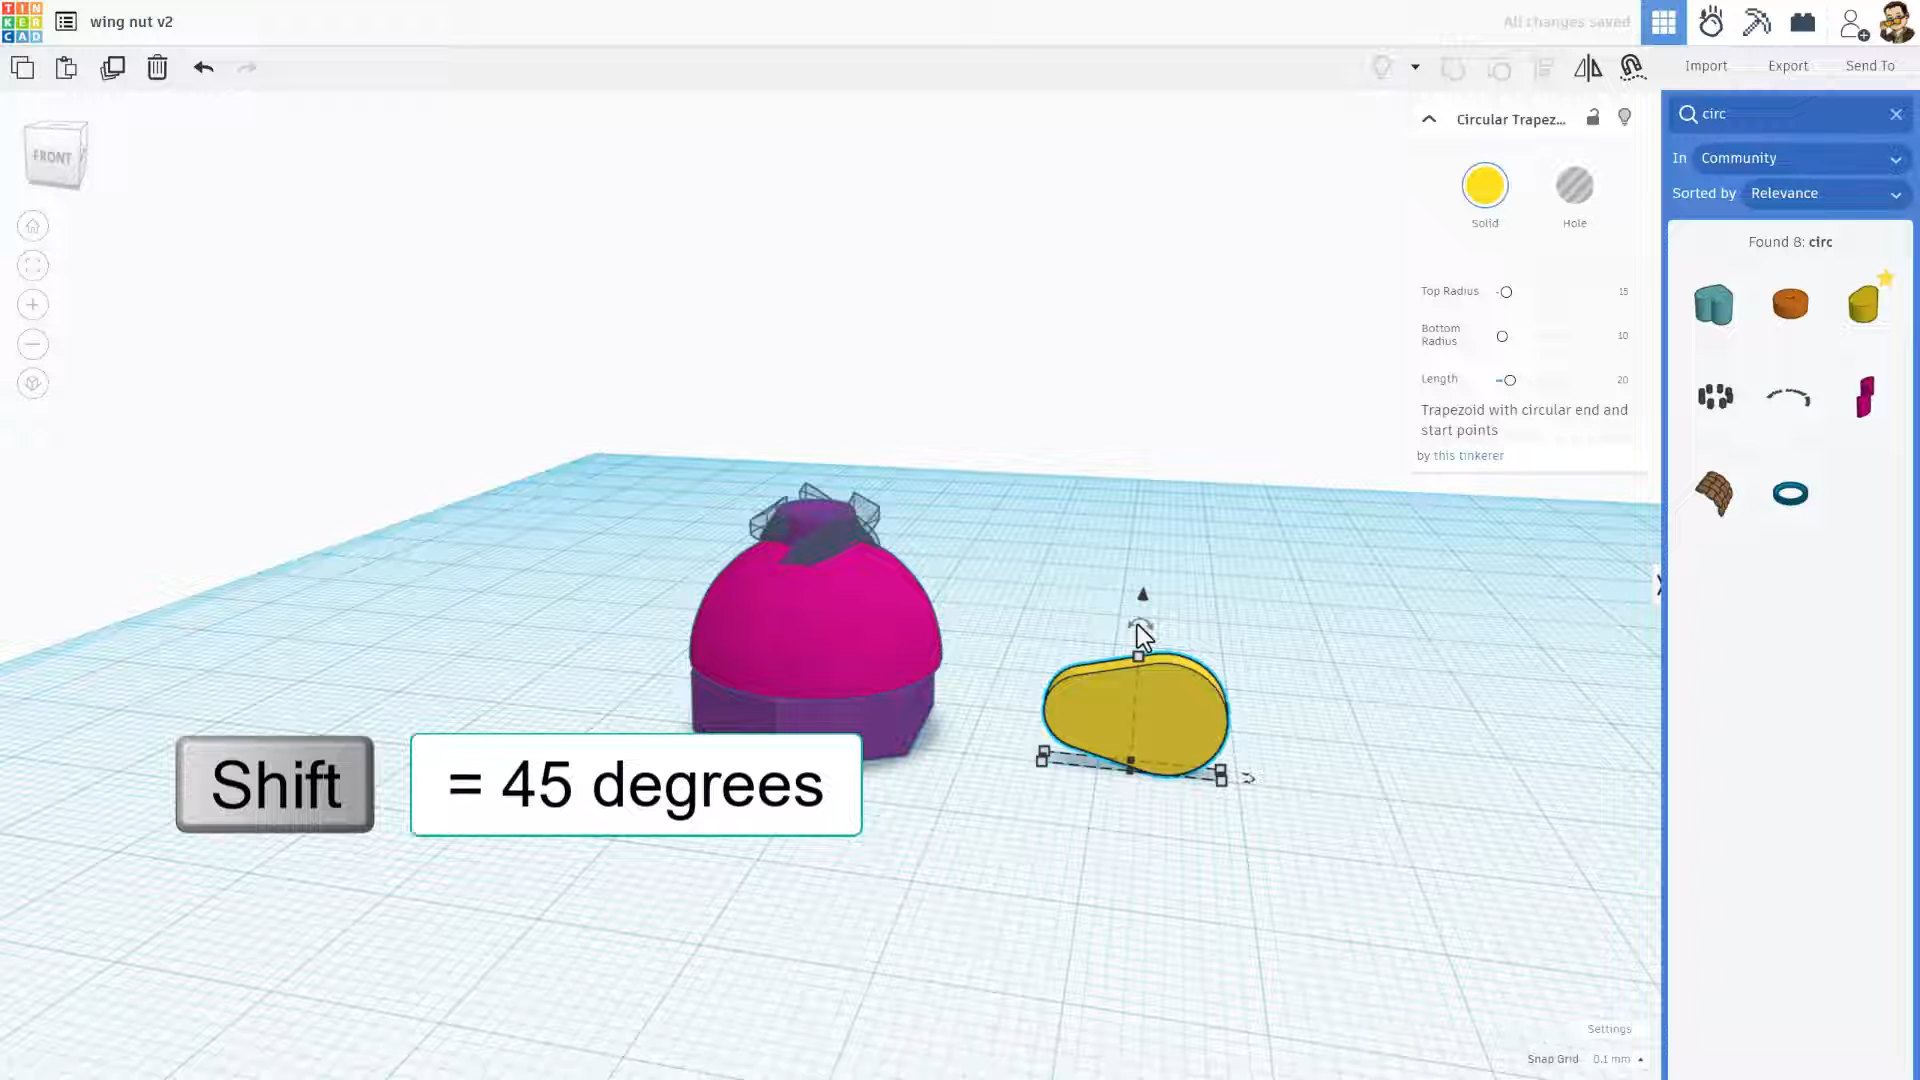 TIN
KER
CAD
wing nut v2
All changes saved
Import
Export
Send To
FRONT
Circular Trapez...
Solid
Hole
Top Radius
15
Bottom
Radius
10
Length
20
Trapezoid with circular end and
start points
by this tinkerer
circ
In Community
Sorted by Relevance
Found 8: circ
Shift
= 45 degrees
Settings
Snap Grid 0.1 mm